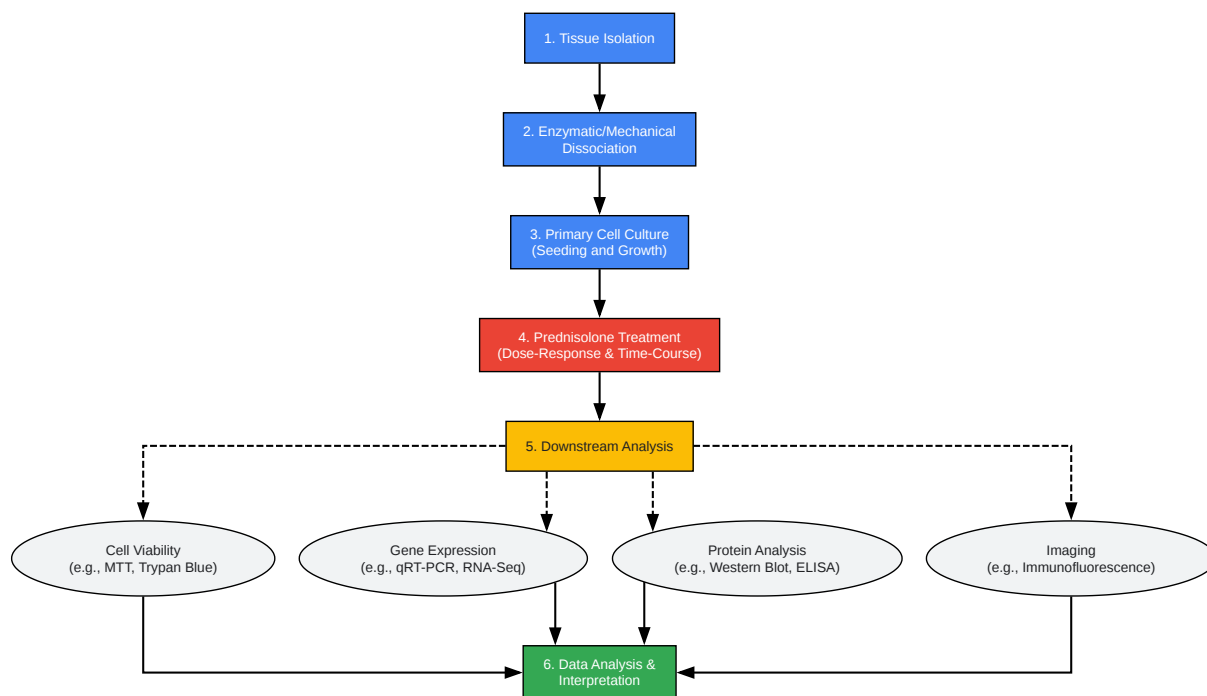 1. Tissue Isolation
2. Enzymatic/Mechanical
Dissociation
3. Primary Cell Culture
(Seeding and Growth)
4. Prednisolone Treatment
(Dose-Response & Time-Course)
5. Downstream Analysis
Cell Viability
(e.g., MTT, Trypan Blue)
Gene Expression
(e.g., qRT-PCR, RNA-Seq)
Protein Analysis
(e.g., Western Blot, ELISA)
Imaging
(e.g., Immunofluorescence)
6. Data Analysis &
Interpretation